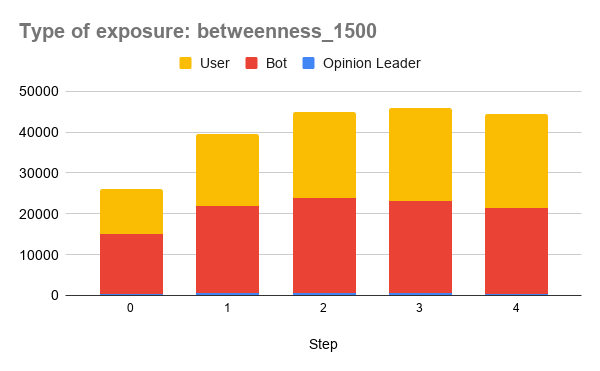 Type of exposure: betweenness_1500
User Bot Opinion Leader
50000
40000
30000
20000
10000
0
0 1 2 3 4
Step